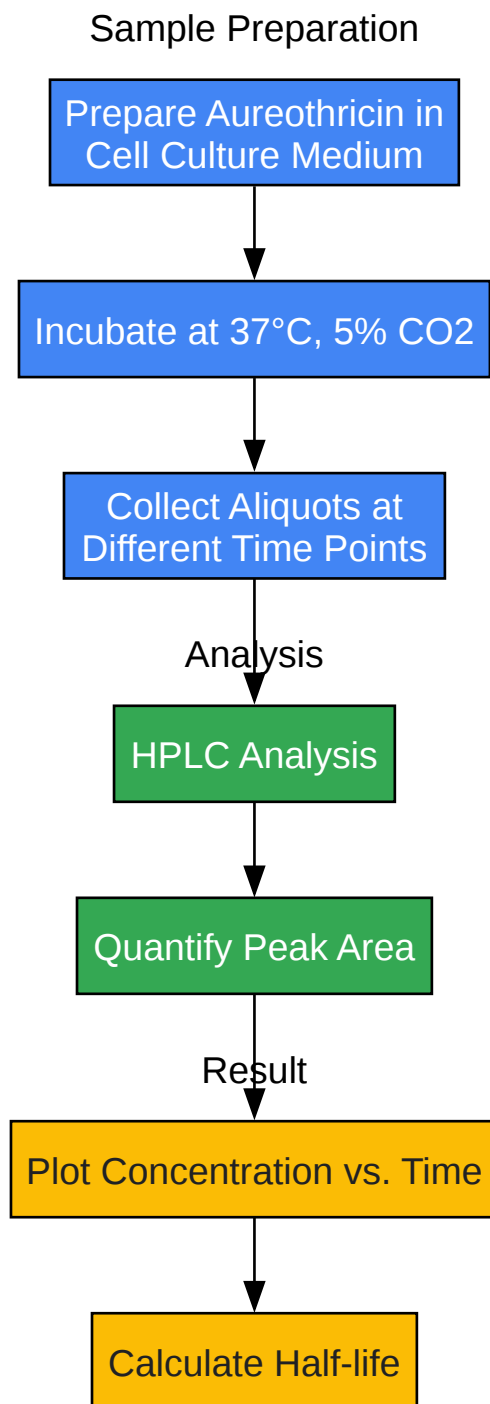 Sample Preparation
Prepare Aureothricin in
Cell Culture Medium
Incubate at 37°C, 5% CO2
Collect Aliquots at
Different Time Points
Analysis
HPLC Analysis
Quantify Peak Area
Result
Plot Concentration vs. Time
Calculate Half-life